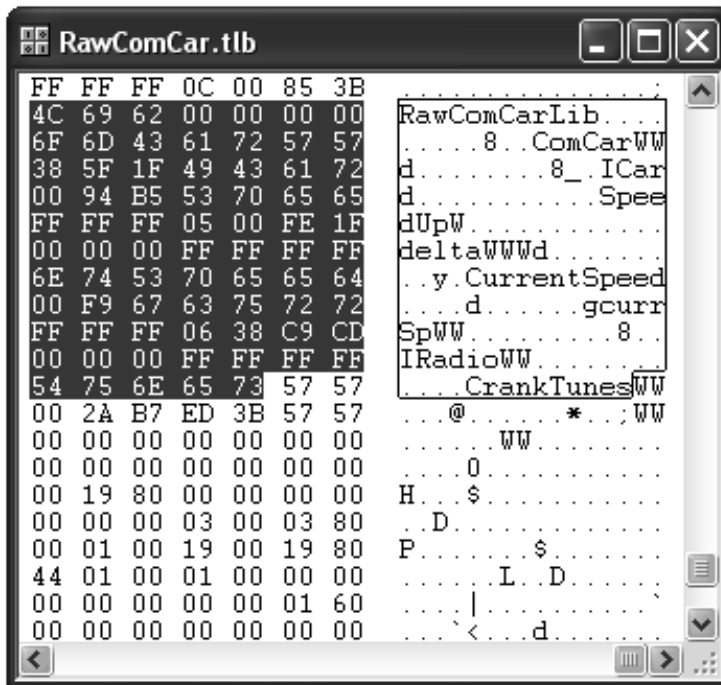 RawComCar.tlb
FF FF FF 0C 00 85 3B ...............;
4C 69 62 00 00 00 00 RawComCarLib....
6F 6D 43 61 72 57 57 .....8..ComCarWW
38 5F 1F 49 43 61 72 d........8_.ICar
00 94 B5 53 70 65 65 d...........Spee
FF FF FF 05 00 FE 1F dUpW............
00 00 00 FF FF FF FF deltaWWWd.......
6E 74 53 70 65 65 64 ..y.CurrentSpeed
00 F9 67 63 75 72 72 ....d.....gcurr
FF FF FF 06 38 C9 CD SpWW.........8..
00 00 00 FF FF FF FF IRadioWW........
54 75 6E 65 73 57 57 ....CrankTunesWW
00 2A B7 ED 3B 57 57 ...@......*..;WW
00 00 00 00 00 00 00 ......WW........
00 00 00 00 00 00 00 ....0...........
00 19 80 00 00 00 00 H...$...........
00 00 00 03 00 03 80 ..D.............
00 01 00 19 00 19 80 P.......$.......
44 01 00 01 00 00 00 ......L..D......
00 00 00 00 00 01 60 ....|..........`
00 00 00 00 00 00 00 ...`<...d.......